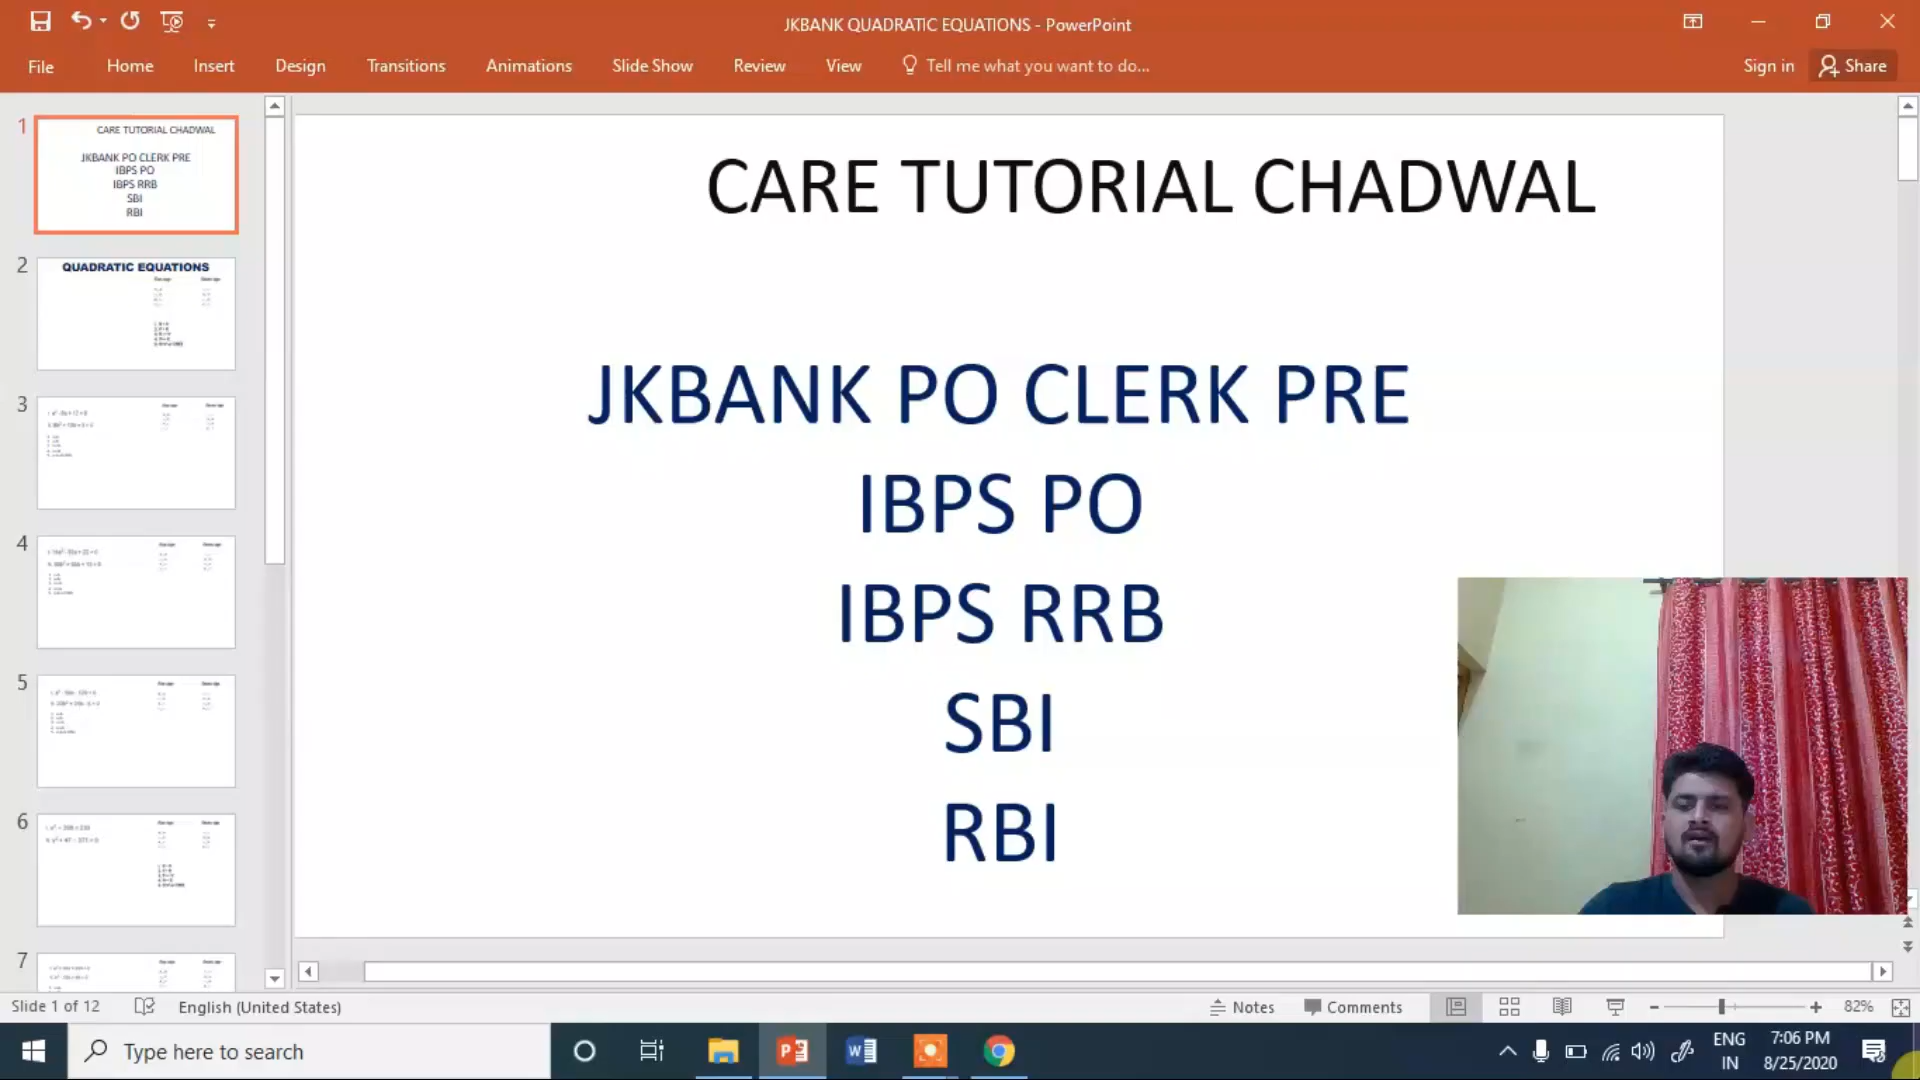 JKBANK QUADRATIC EQUATIONS - PowerPoint
File Home Insert Design Transitions Animations Slide Show Review View Tell me what you want to do... Sign in Share
1
CARE TUTORIAL CHADWAL
JKBANK PO CLERK PRE
IBPS PO
IBPS RRB
SBI
RBI
2
QUADRATIC EQUATIONS
3
4
5
6
7
CARE TUTORIAL CHADWAL
JKBANK PO CLERK PRE
IBPS PO
IBPS RRB
SBI
RBI
Slide 1 of 12 English (United States) Notes Comments 82%
Type here to search
ENG
IN
7:06 PM
8/25/2020